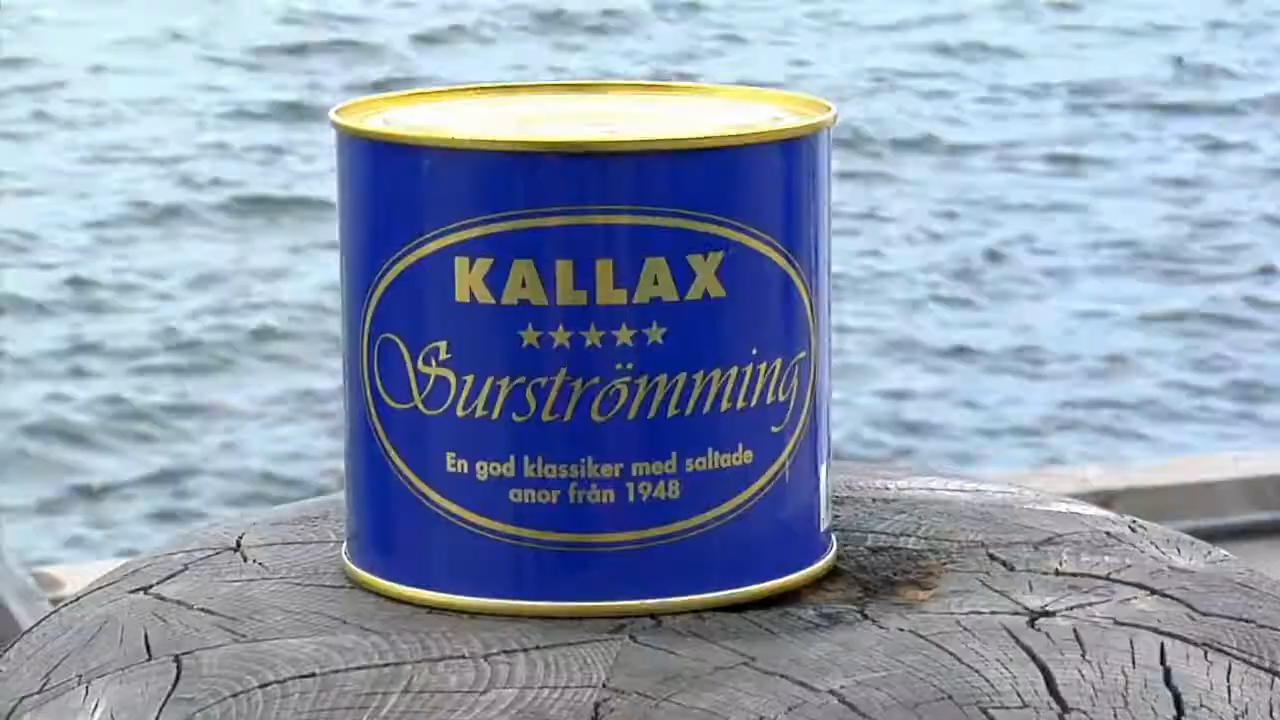 KALLAX
Surströmming
En god klassiker med saltade
anor från 1948